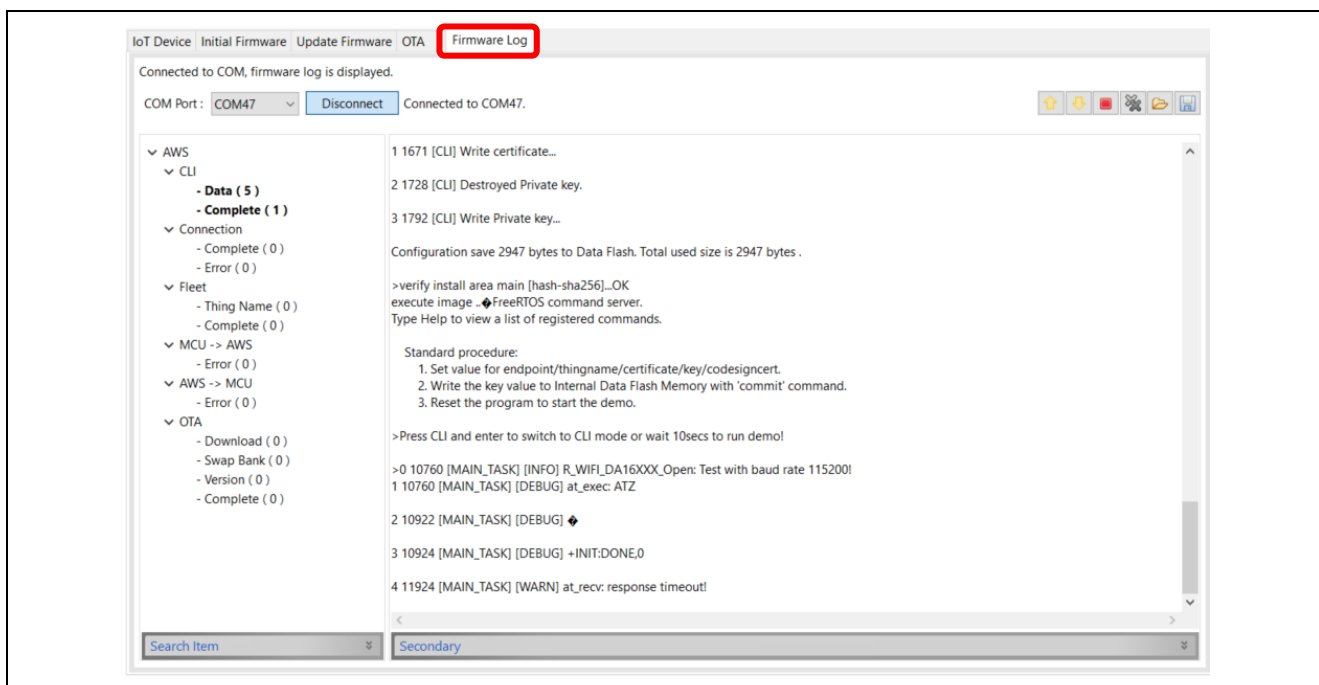 IoT Device Initial Firmware Update Firmware OTA Firmware Log
Connected to COM, firmware log is displayed.
COM Port : COM47 Disconnect Connected to COM47.
AWS
CLI
- Data ( 5 )
- Complete ( 1 )
Connection
- Complete ( 0 )
- Error ( 0 )
Fleet
- Thing Name ( 0 )
- Complete ( 0 )
MCU -> AWS
- Error ( 0 )
AWS -> MCU
- Error ( 0 )
OTA
- Download ( 0 )
- Swap Bank ( 0 )
- Version ( 0 )
- Complete ( 0 )
Search Item
1 1671 [CLI] Write certificate...
2 1728 [CLI] Destroyed Private key.
3 1792 [CLI] Write Private key...
Configuration save 2947 bytes to Data Flash. Total used size is 2947 bytes .
>verify install area main [hash-sha256]...OK
execute image ..�FreeRTOS command server.
Type Help to view a list of registered commands.
Standard procedure:
1. Set value for endpoint/thingname/certificate/key/codesigncert.
2. Write the key value to Internal Data Flash Memory with 'commit' command.
3. Reset the program to start the demo.
>Press CLI and enter to switch to CLI mode or wait 10secs to run demo!
>0 10760 [MAIN_TASK] [INFO] R_WIFI_DA16XXX_Open: Test with baud rate 115200!
1 10760 [MAIN_TASK] [DEBUG] at_exec: ATZ
2 10922 [MAIN_TASK] [DEBUG] �
3 10924 [MAIN_TASK] [DEBUG] +INIT:DONE,0
4 11924 [MAIN_TASK] [WARN] at_recv: response timeout!
Secondary